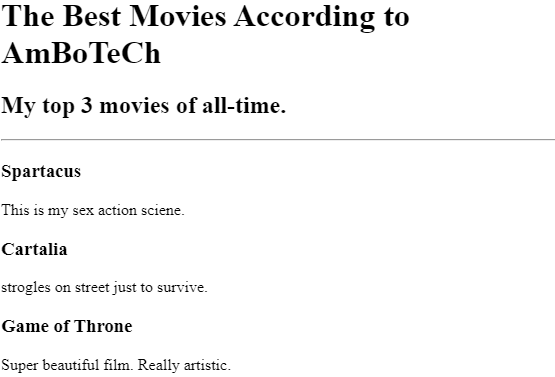 The Best Movies According to
AmBoTeCh
My top 3 movies of all-time.
Spartacus
This is my sex action sciene.
Cartalia
strogles on street just to survive.
Game of Throne
Super beautiful film. Really artistic.